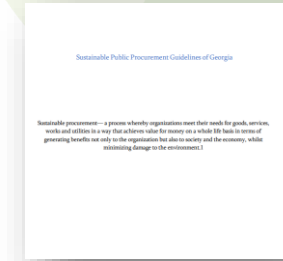 Sustainable Public Procurement Guidelines of Georgia
Sustainable procurement— a process whereby organizations meet their needs for goods, services,
works and utilities in a way that achieves value for money on a whole life basis in terms of
generating benefits not only to the organization but also to society and the economy, whilst
minimizing damage to the environment.1